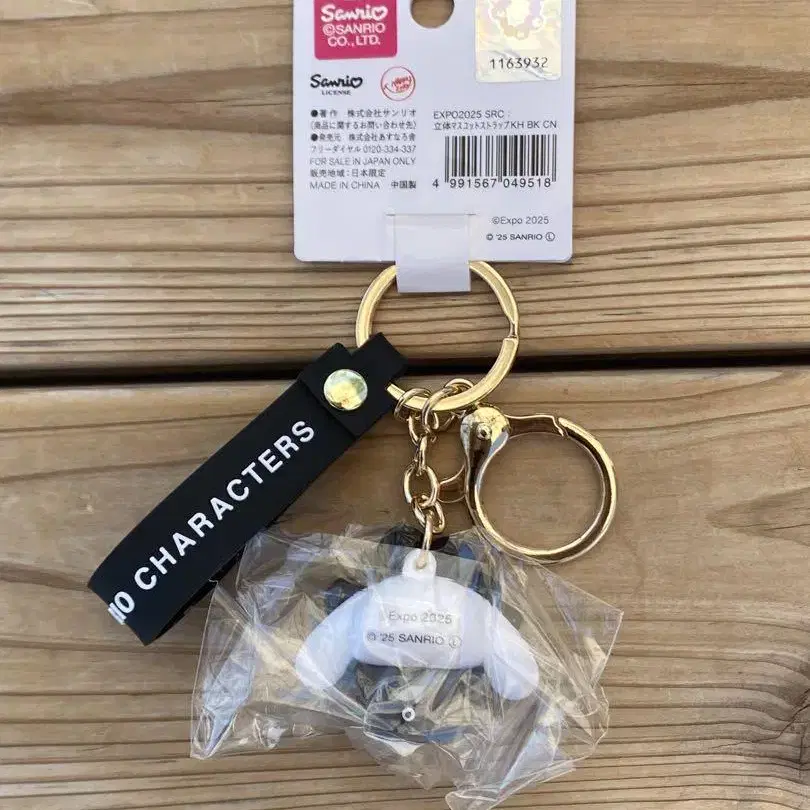 Sanrio
©SANRIO
CO., LTD.
1163932
Sanrio
LICENSE
●著作 株式会社サンリオ
(商品に関するお問い合わせ先)
●発売元 株式会社あすなろ舎
フリーダイヤル 0120-334-337
FOR SALE IN JAPAN ONLY
販売地域:日本限定
MADE IN CHINA 中国製
EXPO2025 SRC :
立体マスコットストラップKH BK CN
4 991567 049518
©Expo 2025
© '25 SANRIO Ⓛ
IO CHARACTERS
©Expo 2025
© '25 SANRIO Ⓛ